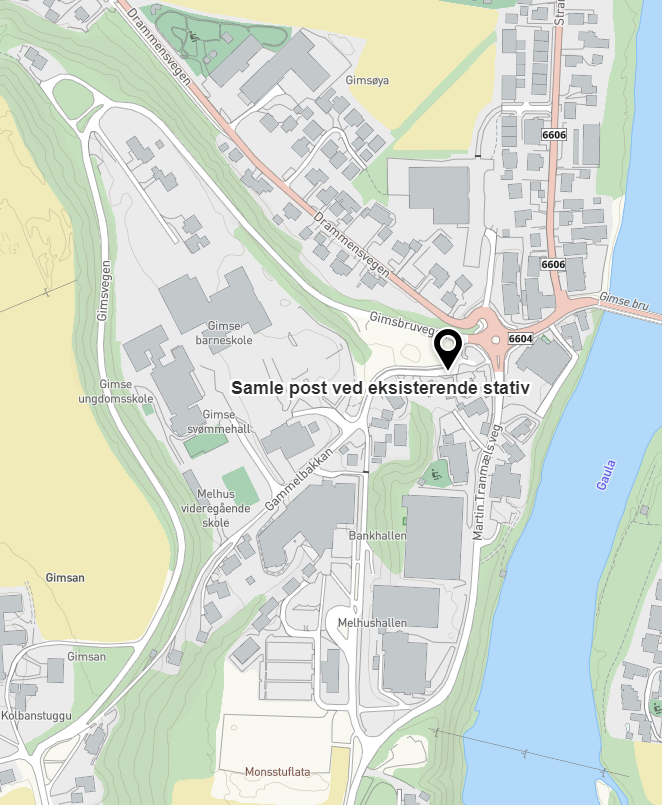 Drammensvegen
Stran
Gimsøya
6606
Drammensvegen
6606
Gimsvegen
Gimse bru
Gimsbruveg
Gimse
barneskole
6604
Samle post ved eksisterende stativ
Gimse
ungdomsskole
Gimse
svømmehall
Gammelbakkan
Martin Tranmæls veg
Gaula
Melhus
videregående
skole
Bankhallen
Gimsan
Melhushallen
Gimsan
Kolbanstuggu
Monsstuflata